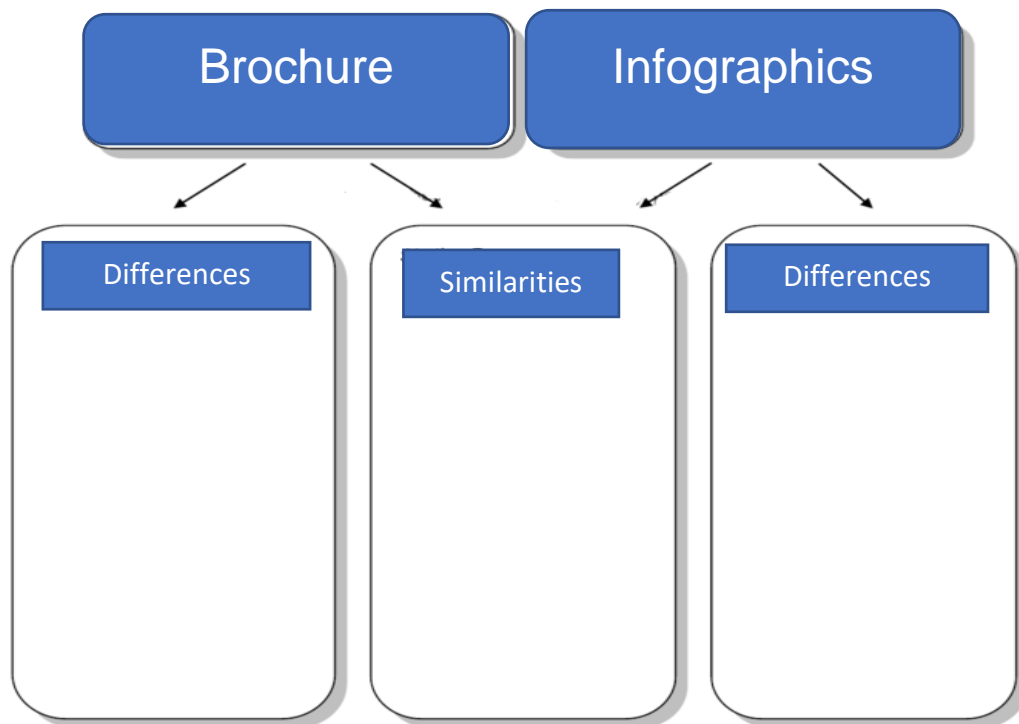 Brochure
Infographics
Differences
Similarities
Differences